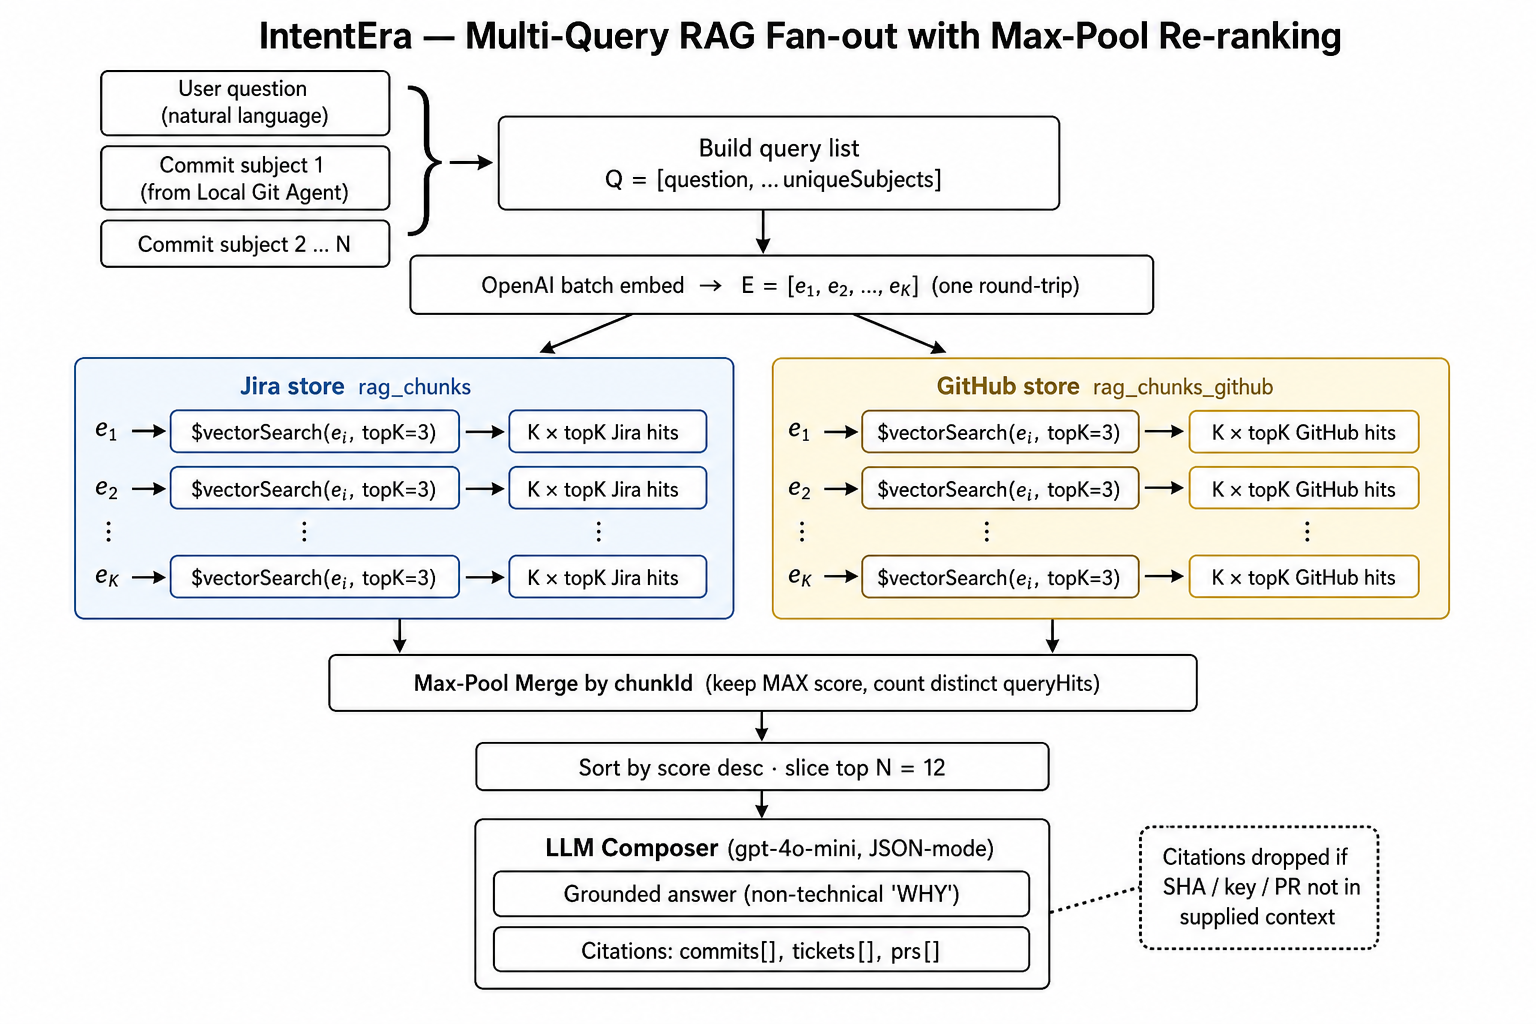 IntentEra — Multi-Query RAG Fan-out with Max-Pool Re-ranking
User question
(natural language)
Commit subject 1
(from Local Git Agent)
Commit subject 2 ... N
Build query list
Q = [question, ... uniqueSubjects]
OpenAI batch embed → E = [e₁, e₂, ..., e_K] (one round-trip)
Jira store rag_chunks
e₁ → $vectorSearch(eᵢ, topK=3) → K × topK Jira hits
e₂ → $vectorSearch(eᵢ, topK=3) → K × topK Jira hits
⋮ ⋮ ⋮
e_K → $vectorSearch(eᵢ, topK=3) → K × topK Jira hits
GitHub store rag_chunks_github
e₁ → $vectorSearch(eᵢ, topK=3) → K × topK GitHub hits
e₂ → $vectorSearch(eᵢ, topK=3) → K × topK GitHub hits
⋮ ⋮ ⋮
e_K → $vectorSearch(eᵢ, topK=3) → K × topK GitHub hits
Max-Pool Merge by chunkId (keep MAX score, count distinct queryHits)
Sort by score desc · slice top N = 12
LLM Composer (gpt-4o-mini, JSON-mode)
Grounded answer (non-technical 'WHY')
Citations: commits[], tickets[], prs[]
Citations dropped if
SHA / key / PR not in
supplied context